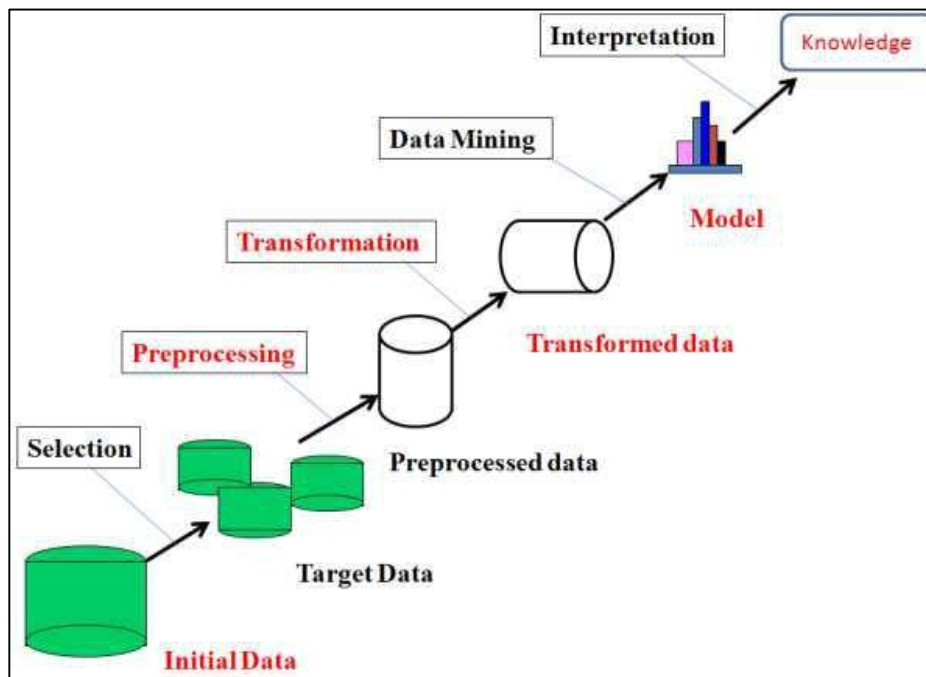 Interpretation
Knowledge
Data Mining
Model
Transformation
Transformed data
Preprocessing
Preprocessed data
Selection
Target Data
Initial Data